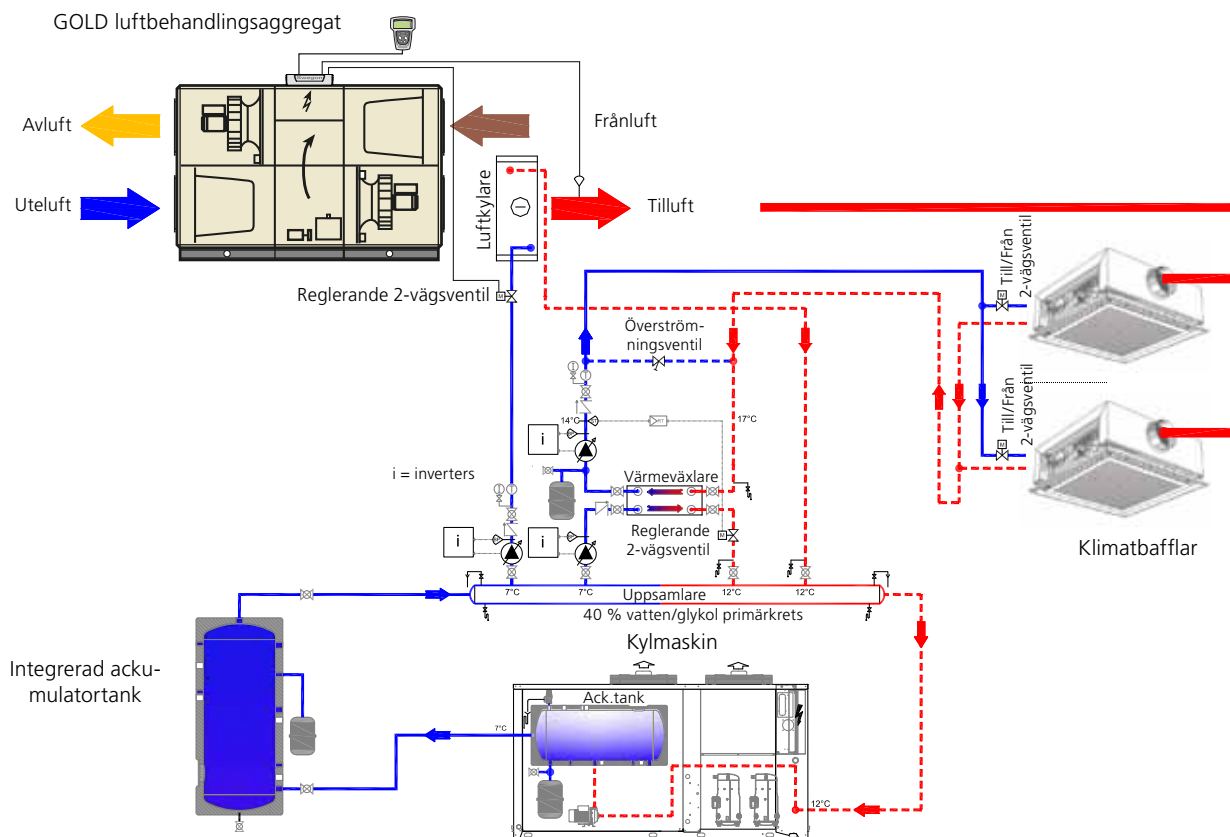 GOLD luftbehandlingsaggregat
Swegon
Avluft
Frånluft
Uteluft
Luftkylare
Tilluft
Till/Från
2-vägsventil
Reglerande 2-vägsventil
M
E
Överström-
ningsventil
Till/Från
2-vägsventil
E
14°C
17°C
i
i = inverters
Värmeväxlare
Reglerande
2-vägsventil
M
i
i
Klimatbafflar
7°C
7°C
Uppsamlare
12°C
12°C
40 % vatten/glykol primärkrets
Kylmaskin
Integrerad acku-
mulatortank
Ack.tank
7°C
12°C